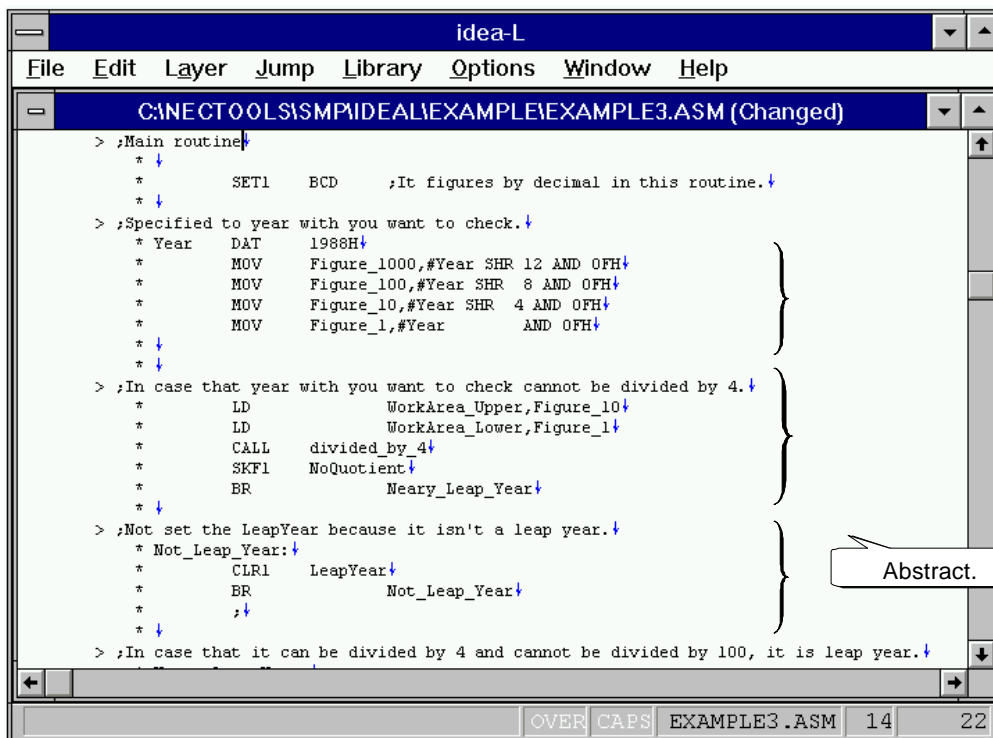 idea-L
File Edit Layer Jump Library Options Window Help
C:\NECTOOLS\SMP\IDEAL\EXAMPLE\EXAMPLE3.ASM (Changed)
> ;Main routine↓
* ↓
* SET1 BCD ;It figures by decimal in this routine.↓
* ↓
> ;Specified to year with you want to check.↓
* Year DAT 1988H↓
* MOV Figure_1000,#Year SHR 12 AND 0FH↓
* MOV Figure_100,#Year SHR 8 AND 0FH↓
* MOV Figure_10,#Year SHR 4 AND 0FH↓
* MOV Figure_1,#Year AND 0FH↓
* ↓
* ↓
> ;In case that year with you want to check cannot be divided by 4.↓
* LD WorkArea_Upper,Figure_10↓
* LD WorkArea_Lower,Figure_1↓
* CALL divided_by_4↓
* SKF1 NoQuotient↓
* BR Neary_Leap_Year↓
* ↓
> ;Not set the LeapYear because it isn't a leap year.↓
* Not_Leap_Year:↓
* CLR1 LeapYear↓
* BR Not_Leap_Year↓
* ;↓
* ↓
Abstract.
> ;In case that it can be divided by 4 and cannot be divided by 100, it is leap year.↓
OVER CAPS EXAMPLE3.ASM 14 22